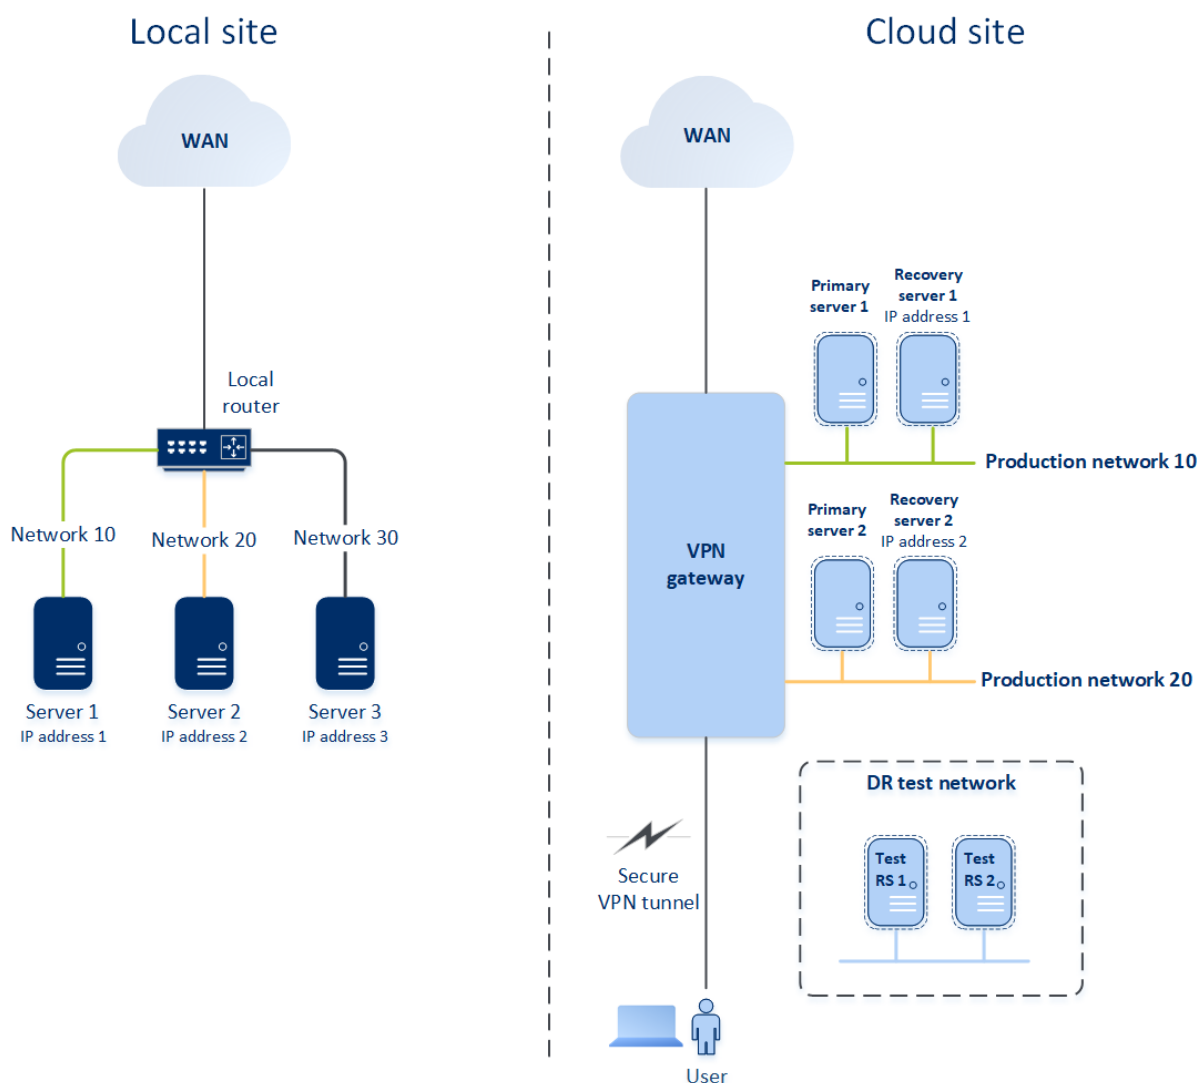 Local site
WAN
Local
router
Network 10
Network 20
Network 30
Server 1
IP address 1
Server 2
IP address 2
Server 3
IP address 3
Cloud site
WAN
Primary
server 1
Recovery
server 1
IP address 1
Production network 10
VPN
gateway
Primary
server 2
Recovery
server 2
IP address 2
Production network 20
DR test network
Test
RS 1
Test
RS 2
Secure
VPN tunnel
User